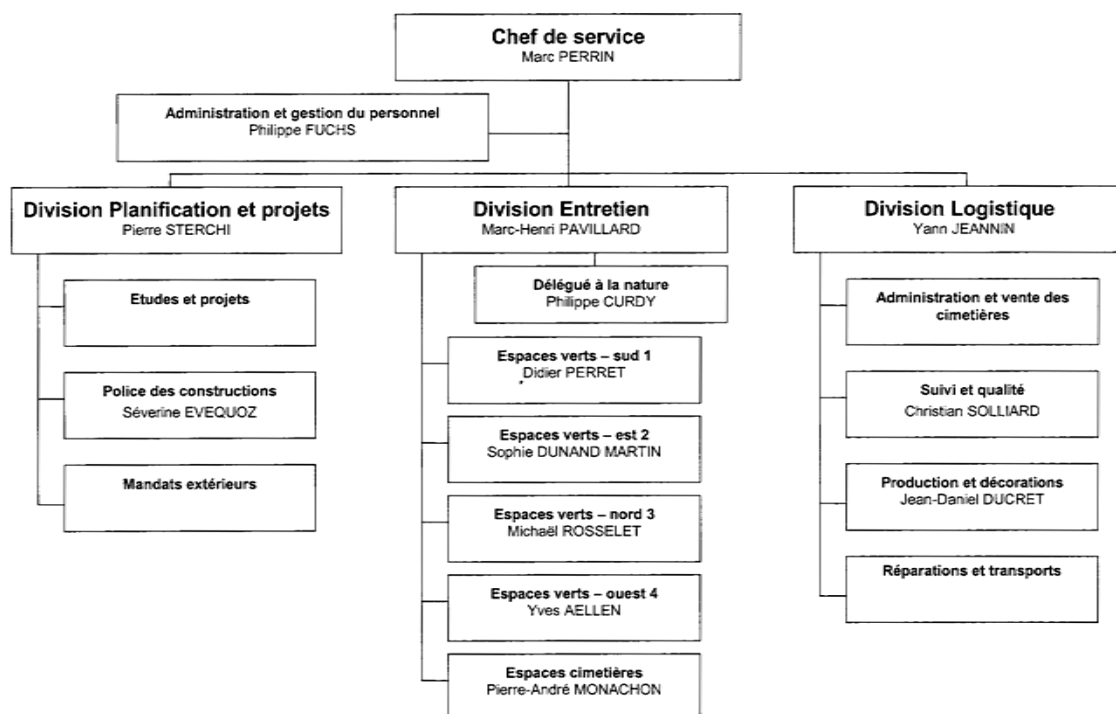 Chef de service
Marc PERRIN
Administration et gestion du personnel
Philippe FUCHS
Division Planification et projets
Pierre STERCHI
Etudes et projets
Police des constructions
Séverine EVEQUOZ
Mandats extérieurs
Division Entretien
Marc-Henri PAVILLARD
Délégué à la nature
Philippe CURDY
Espaces verts – sud 1
Didier PERRET
Espaces verts – est 2
Sophie DUNAND MARTIN
Espaces verts – nord 3
Michaël ROSSELET
Espaces verts – ouest 4
Yves AELLEN
Espaces cimetières
Pierre-André MONACHON
Division Logistique
Yann JEANNIN
Administration et vente des
cimetières
Suivi et qualité
Christian SOLLIARD
Production et décorations
Jean-Daniel DUCRET
Réparations et transports